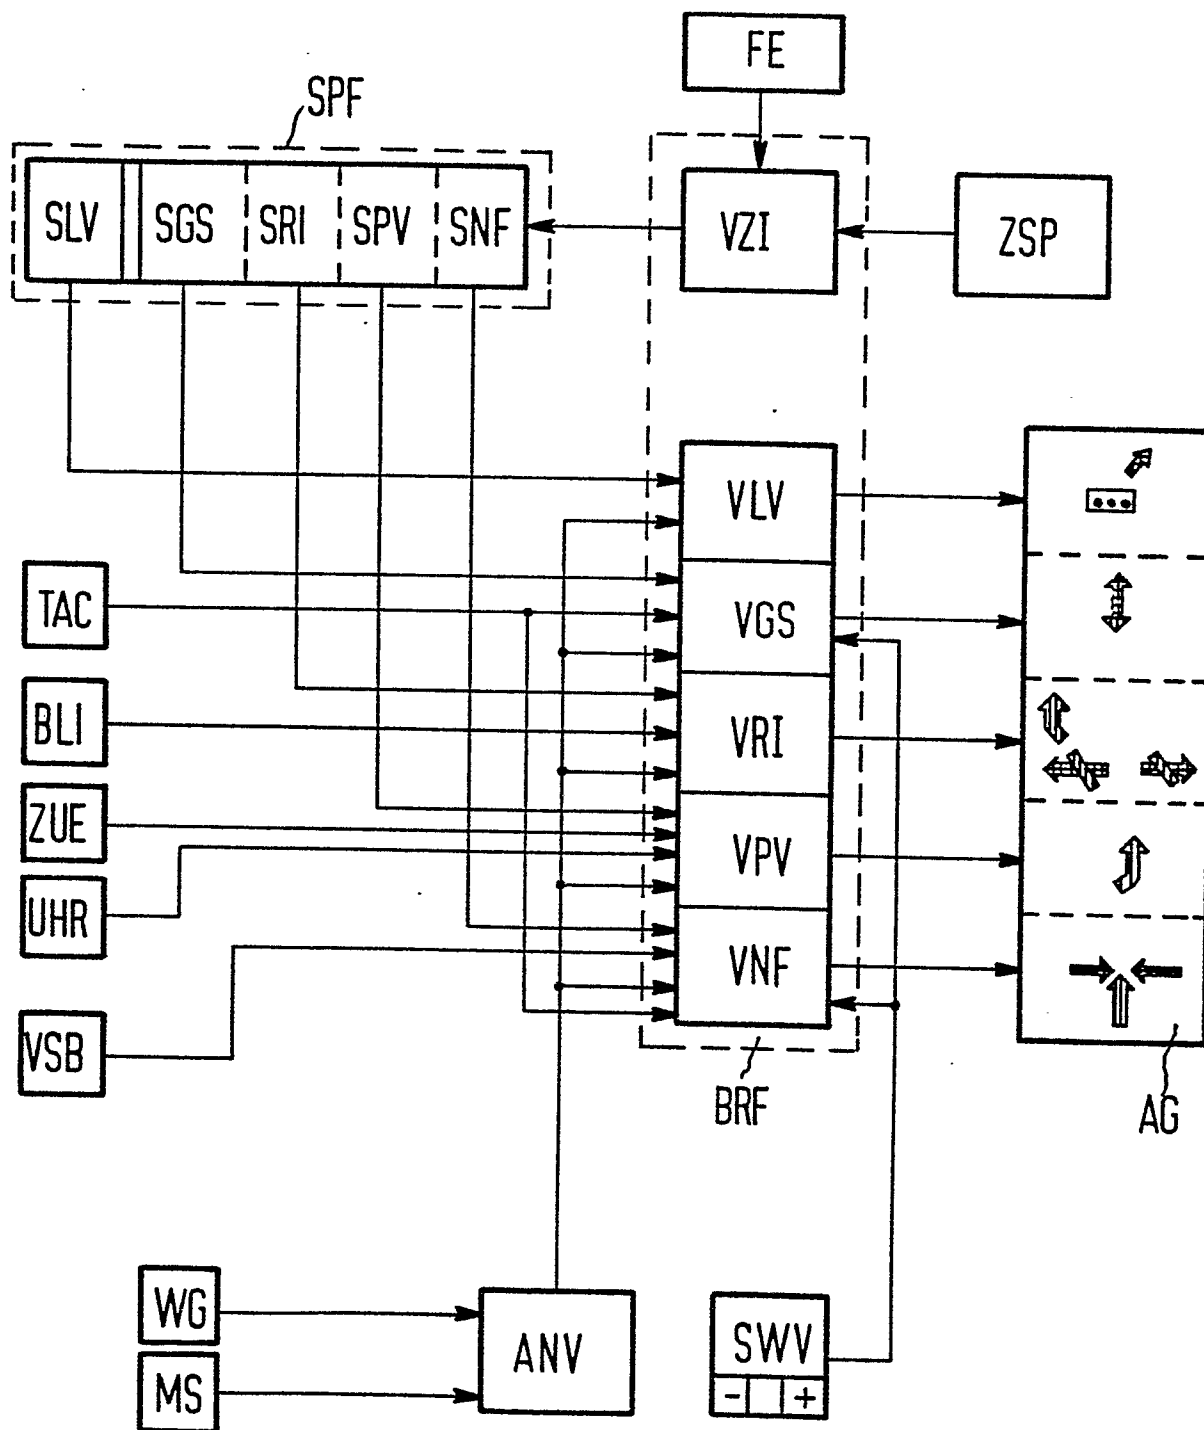 FE
SPF
SLV SGS SRI SPV SNF
VZI
ZSP
VLV
TAC
VGS
BLI
VRI
ZUE
VPV
UHR
VNF
VSB
BRF
AG
WG
ANV
SWV
MS
- +